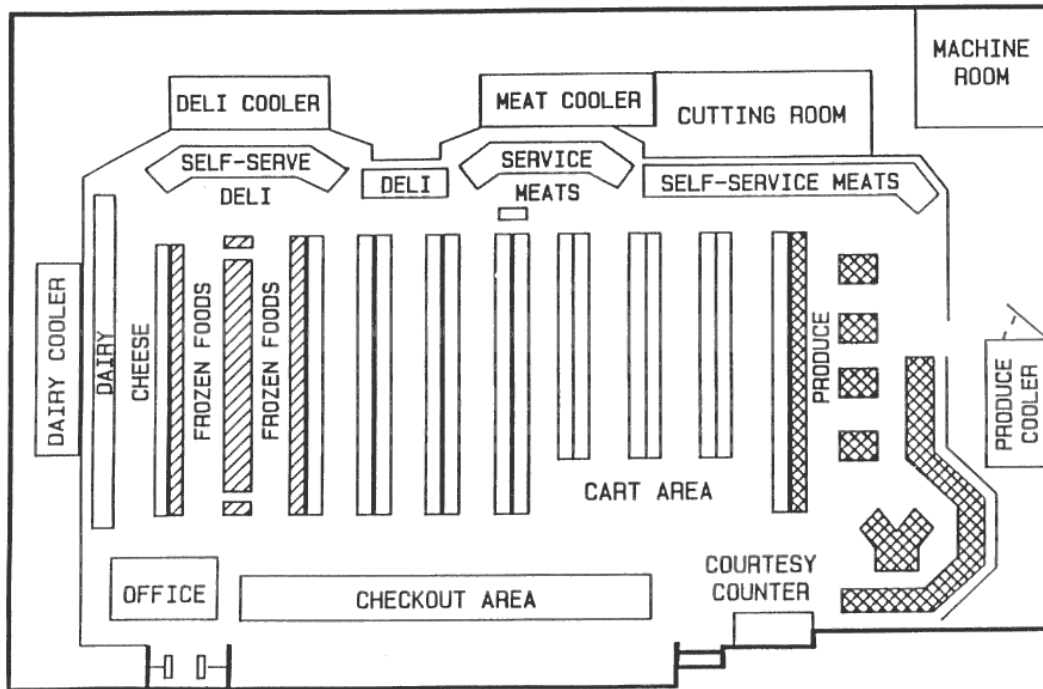 MACHINE
ROOM
DELI COOLER
MEAT COOLER
CUTTING ROOM
SELF-SERVE
DELI
DELI
SERVICE
MEATS
SELF-SERVICE MEATS
DAIRY COOLER
DAIRY
CHEESE
FROZEN FOODS
FROZEN FOODS
PRODUCE
PRODUCE
COOLER
CART AREA
OFFICE
CHECKOUT AREA
COURTESY
COUNTER